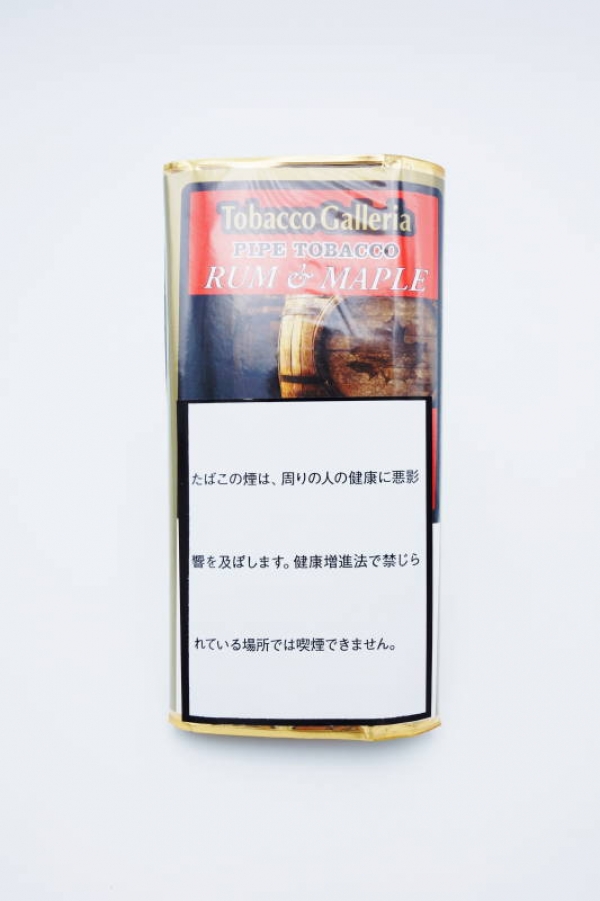 Tobacco Galleria
PIPE TOBACCO
RUM & MAPLE
たばこの煙は、周りの人の健康に悪影
響を及ぼします。健康増進法で禁じら
れている場所では喫煙できません。